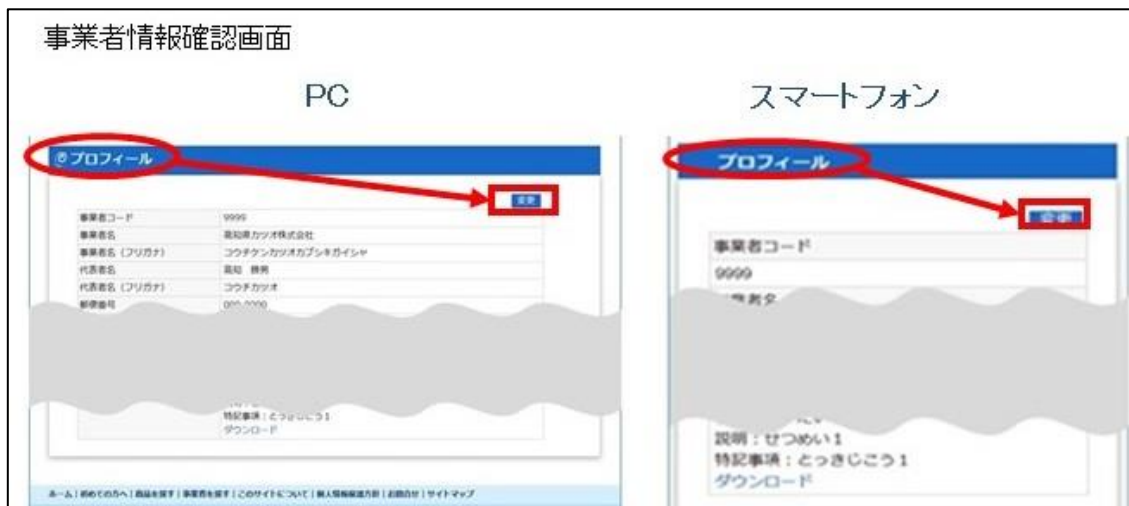 事業者情報確認画面
PC
スマートフォン
プロフィール
変更
事業者コード 9999
事業者名 高知県カツオ株式会社
事業者名（フリガナ） コウチケンカツオカブシキガイシャ
代表者名 高知 勝男
代表者名（フリガナ） コウチカツオ
郵便番号 000-0000
特記事項：とっきじこう1
ダウンロード
ホーム | 初めての方へ | 商品を探す | 事業者を探す | このサイトについて | 個人情報保護方針 | お問合せ | サイトマップ
プロフィール
変更
事業者コード
9999
事業者名
説明：せつめい1
特記事項：とっきじこう1
ダウンロード